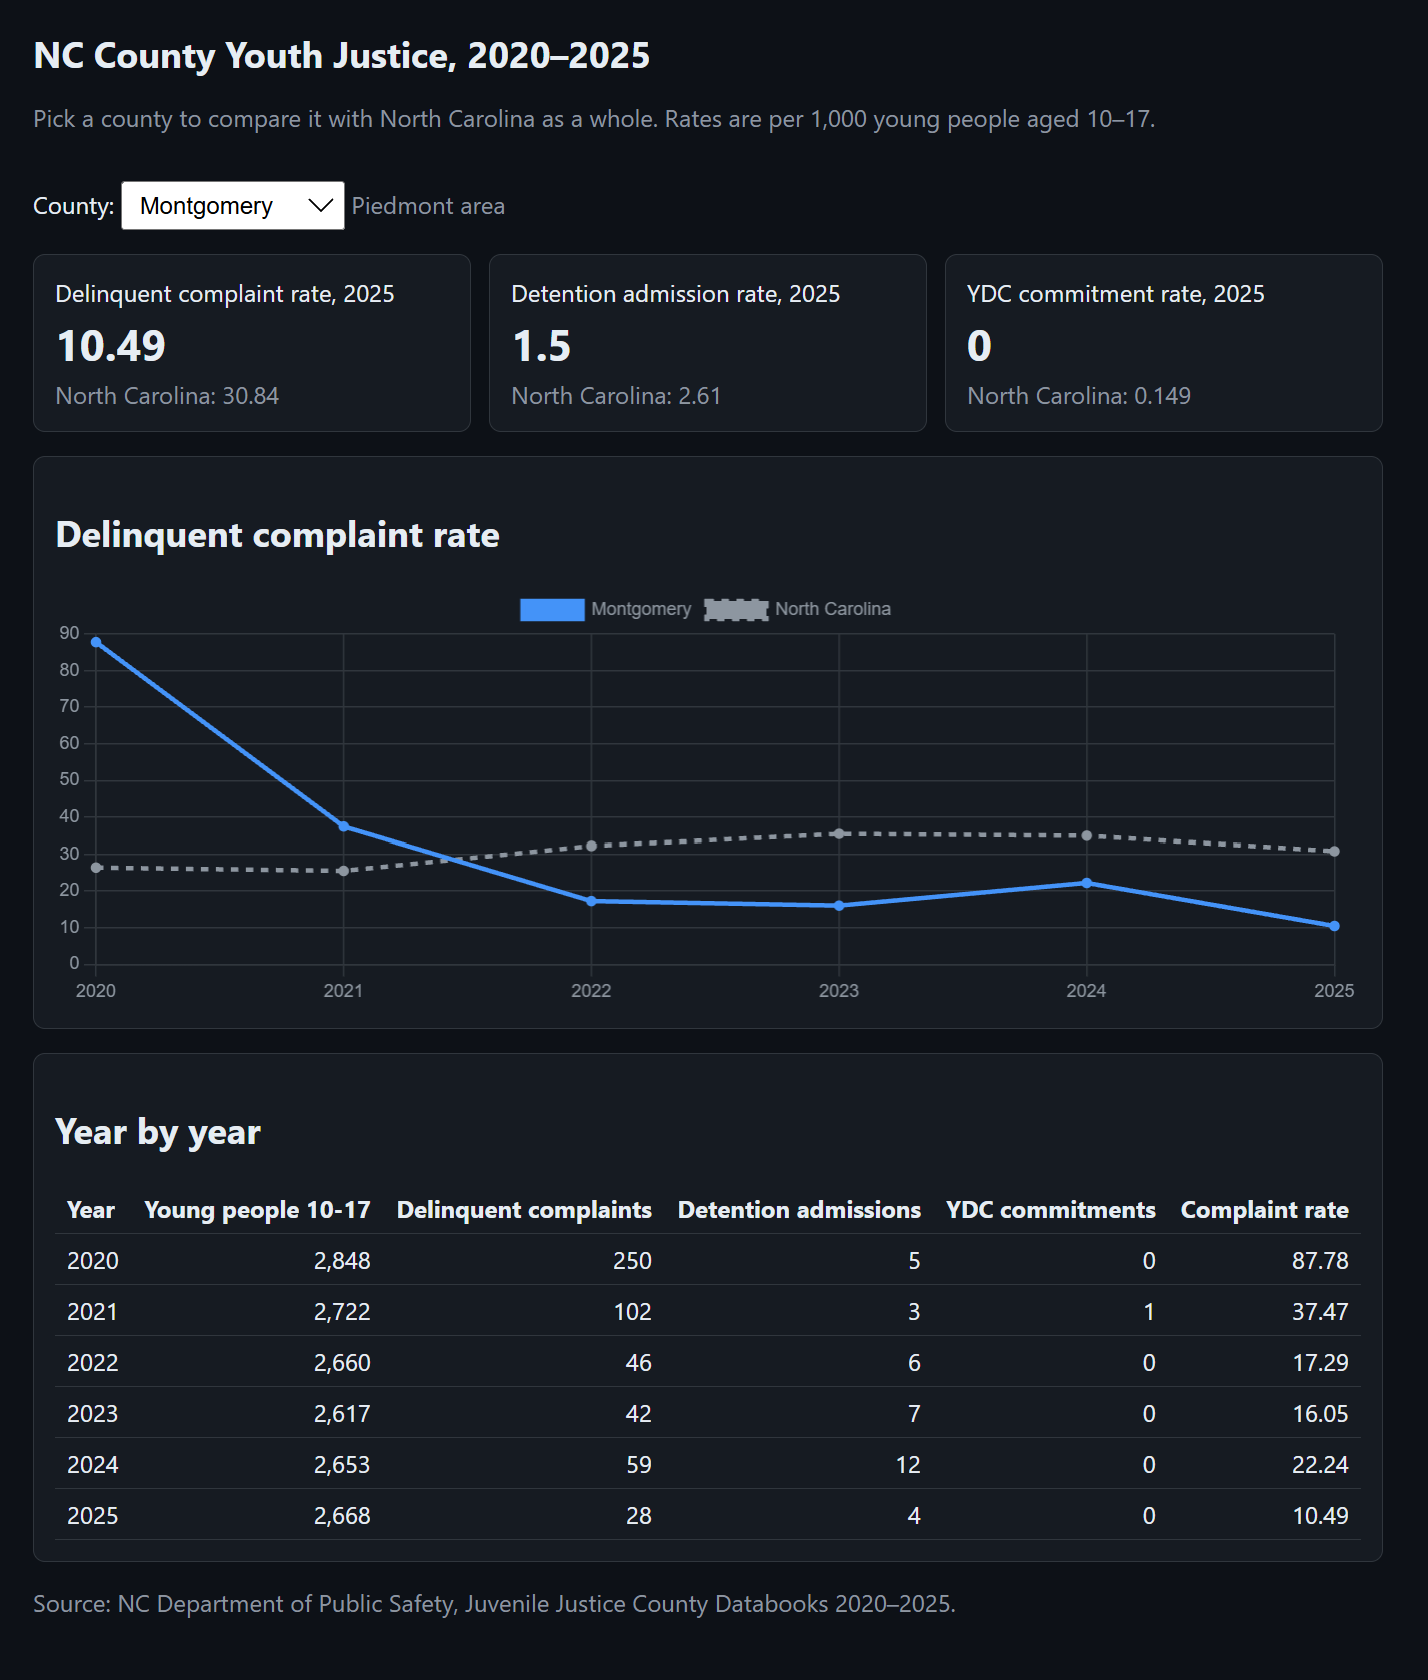 NC County Youth Justice, 2020–2025
Pick a county to compare it with North Carolina as a whole. Rates are per 1,000 young people aged 10–17.
County: Montgomery Piedmont area
Delinquent complaint rate, 2025
10.49
North Carolina: 30.84
Detention admission rate, 2025
1.5
North Carolina: 2.61
YDC commitment rate, 2025
0
North Carolina: 0.149
Delinquent complaint rate
Montgomery North Carolina
90
80
70
60
50
40
30
20
10
0
2020 2021 2022 2023 2024 2025
Year by year
Year Young people 10-17 Delinquent complaints Detention admissions YDC commitments Complaint rate
2020 2,848 250 5 0 87.78
2021 2,722 102 3 1 37.47
2022 2,660 46 6 0 17.29
2023 2,617 42 7 0 16.05
2024 2,653 59 12 0 22.24
2025 2,668 28 4 0 10.49
Source: NC Department of Public Safety, Juvenile Justice County Databooks 2020–2025.